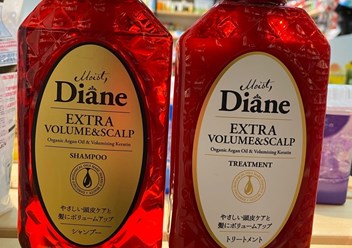 Moist
Diane
EXTRA
VOLUME&SCALP
Organic Argan Oil & Volumizing Keratin
SHAMPOO
やさしい頭皮ケアと
髪にボリュームアップ
シャンプー
Moist
Diane
EXTRA
VOLUME&SCALP
Organic Argan Oil & Volumizing Keratin
TREATMENT
やさしい頭皮ケアと
髪にボリュームアップ
トリートメント